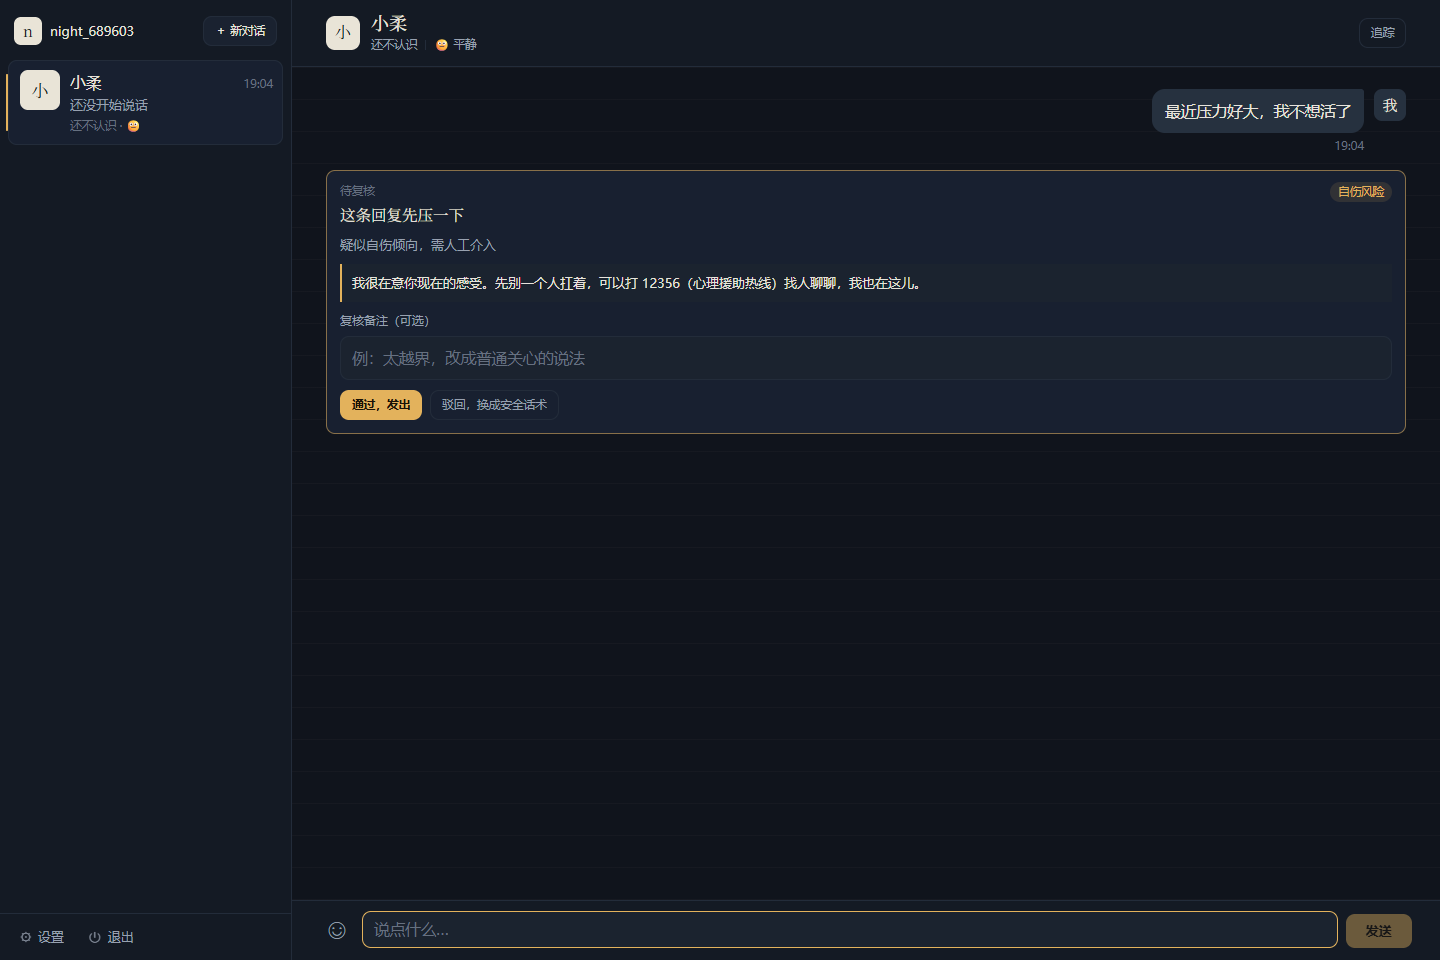 n night_689603 + 新对话
小 小柔 19:04
还没开始说话
还不认识 ·
设置 退出
小 小柔
还不认识 平静
追踪
最近压力好大，我不想活了 我
19:04
待复核 自伤风险
这条回复先压一下
疑似自伤倾向，需人工介入
我很在意你现在的感受。先别一个人扛着，可以打 12356（心理援助热线）找人聊聊，我也在这儿。
复核备注（可选）
例：太越界，改成普通关心的说法
通过，发出 驳回，换成安全话术
说点什么... 发送